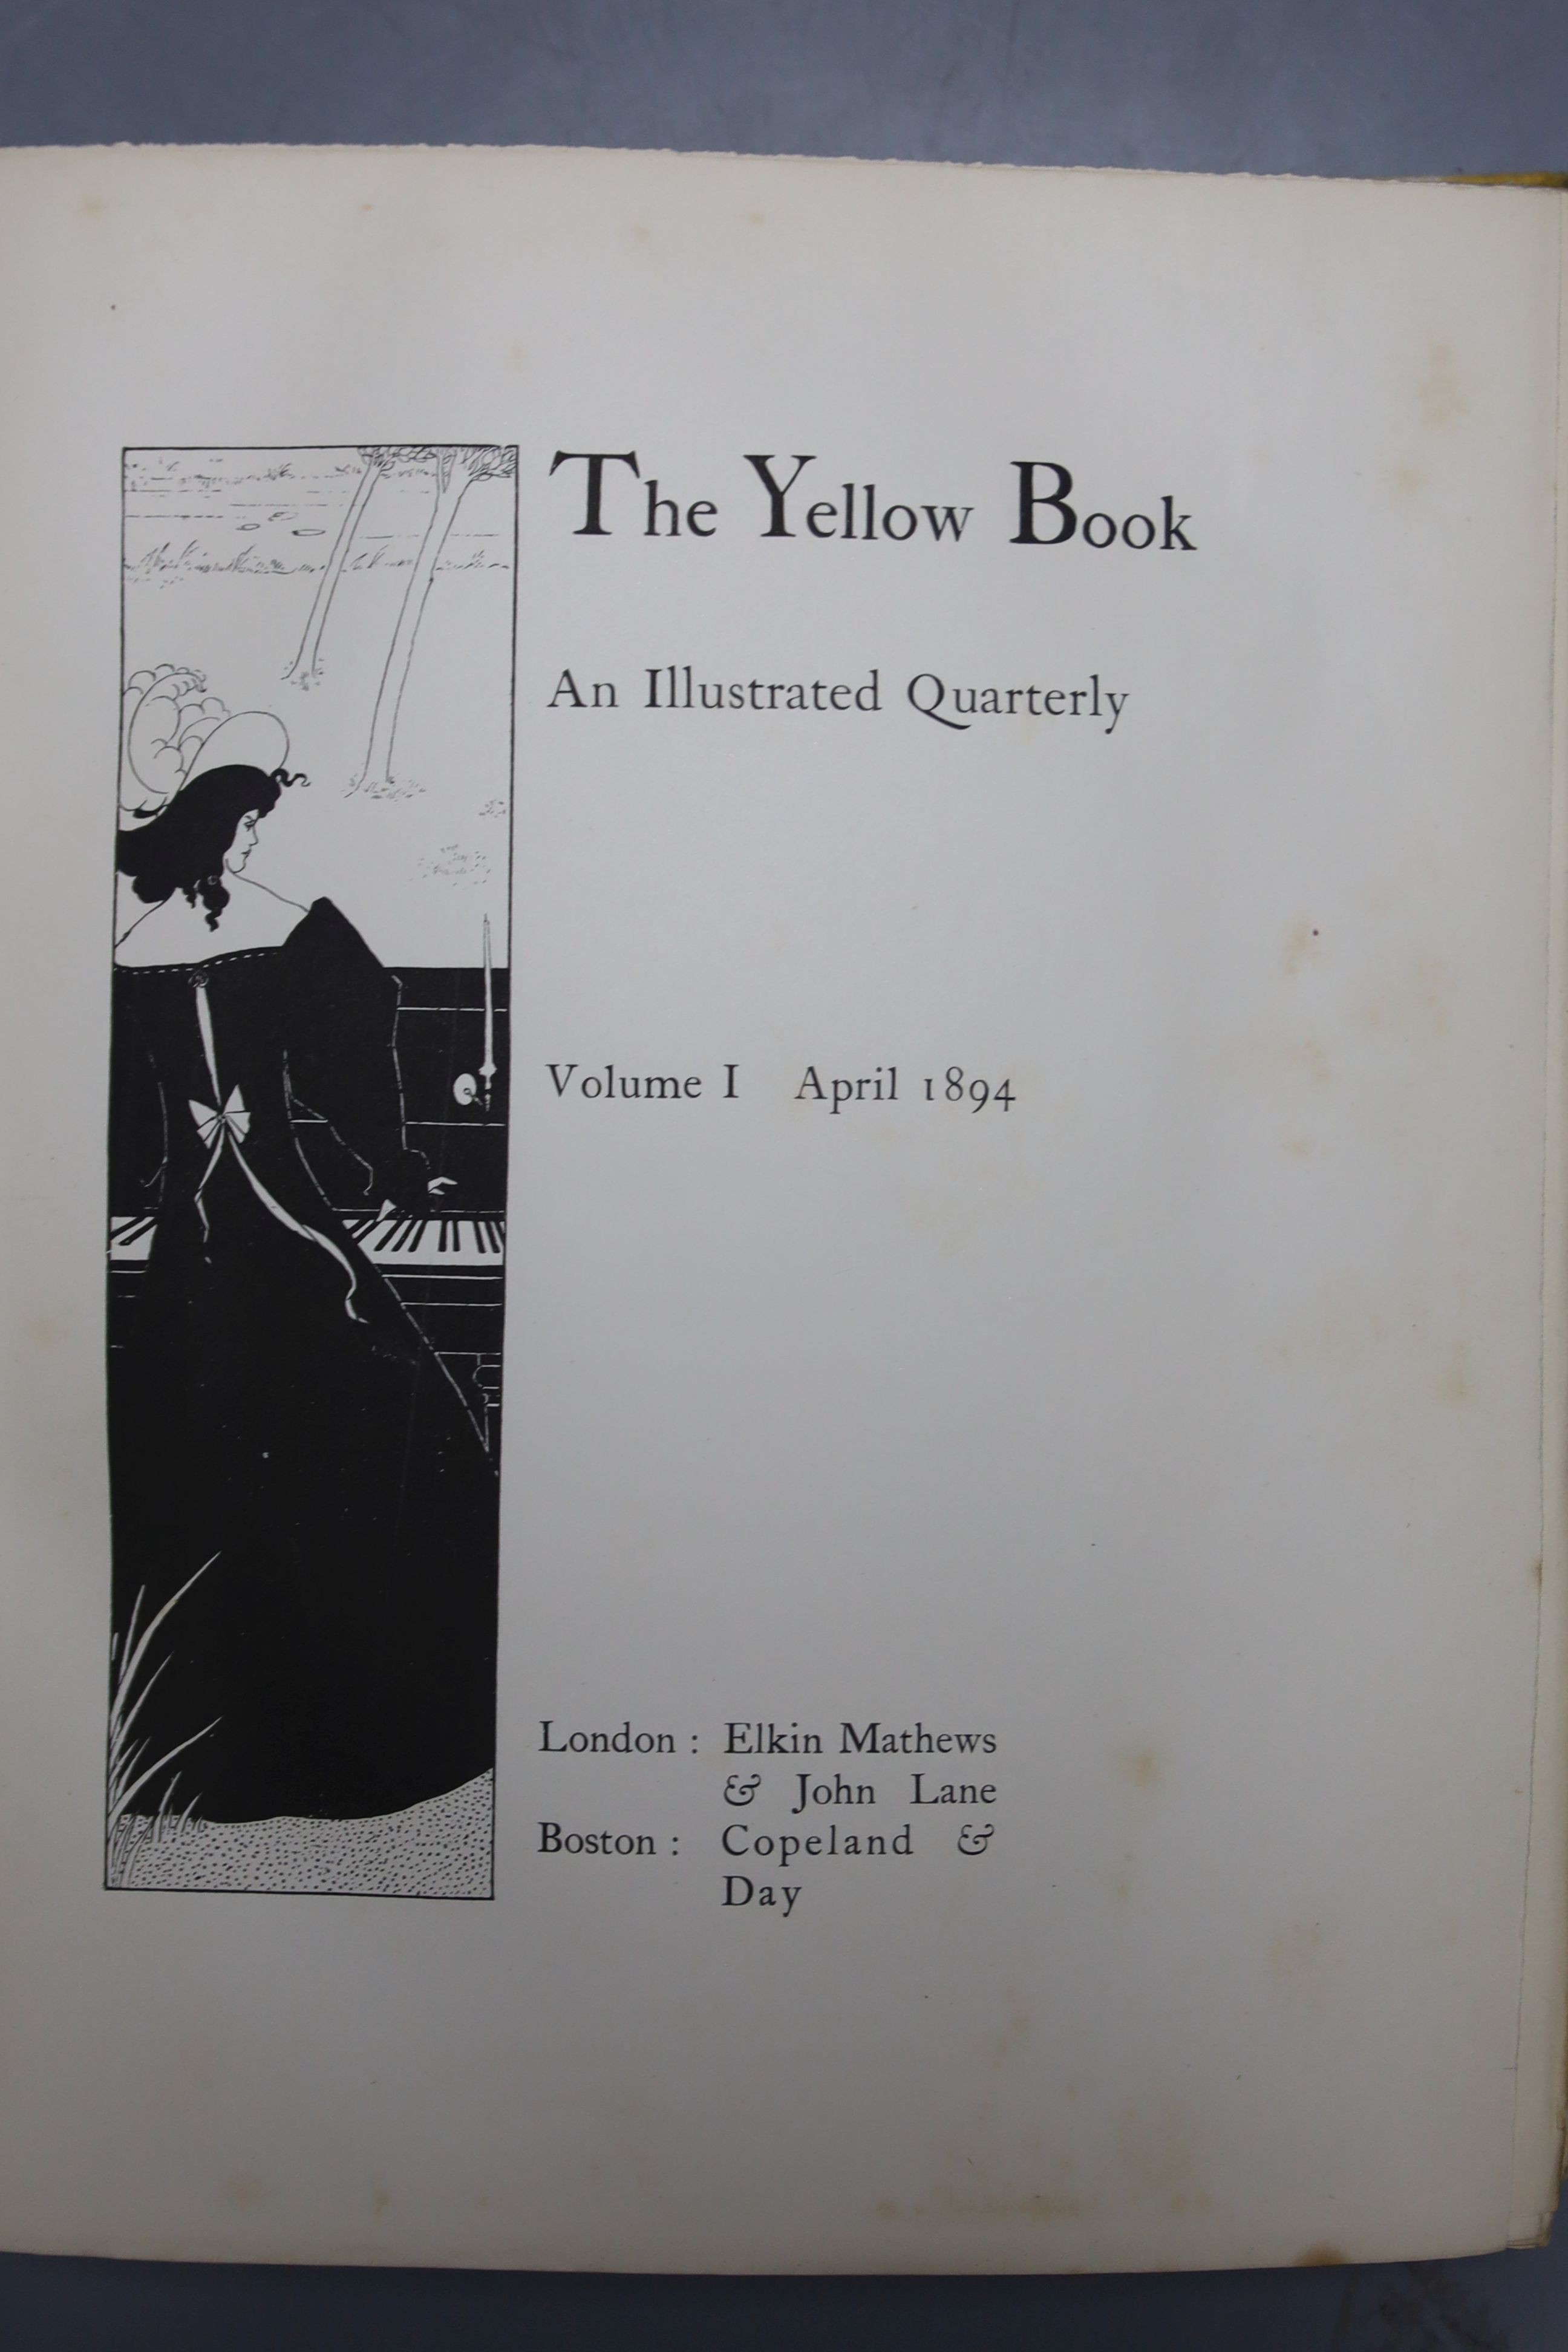 The Yellow Book
An Illustrated Quarterly
Volume I April 1894
London : Elkin Mathews
& John Lane
Boston : Copeland &
Day